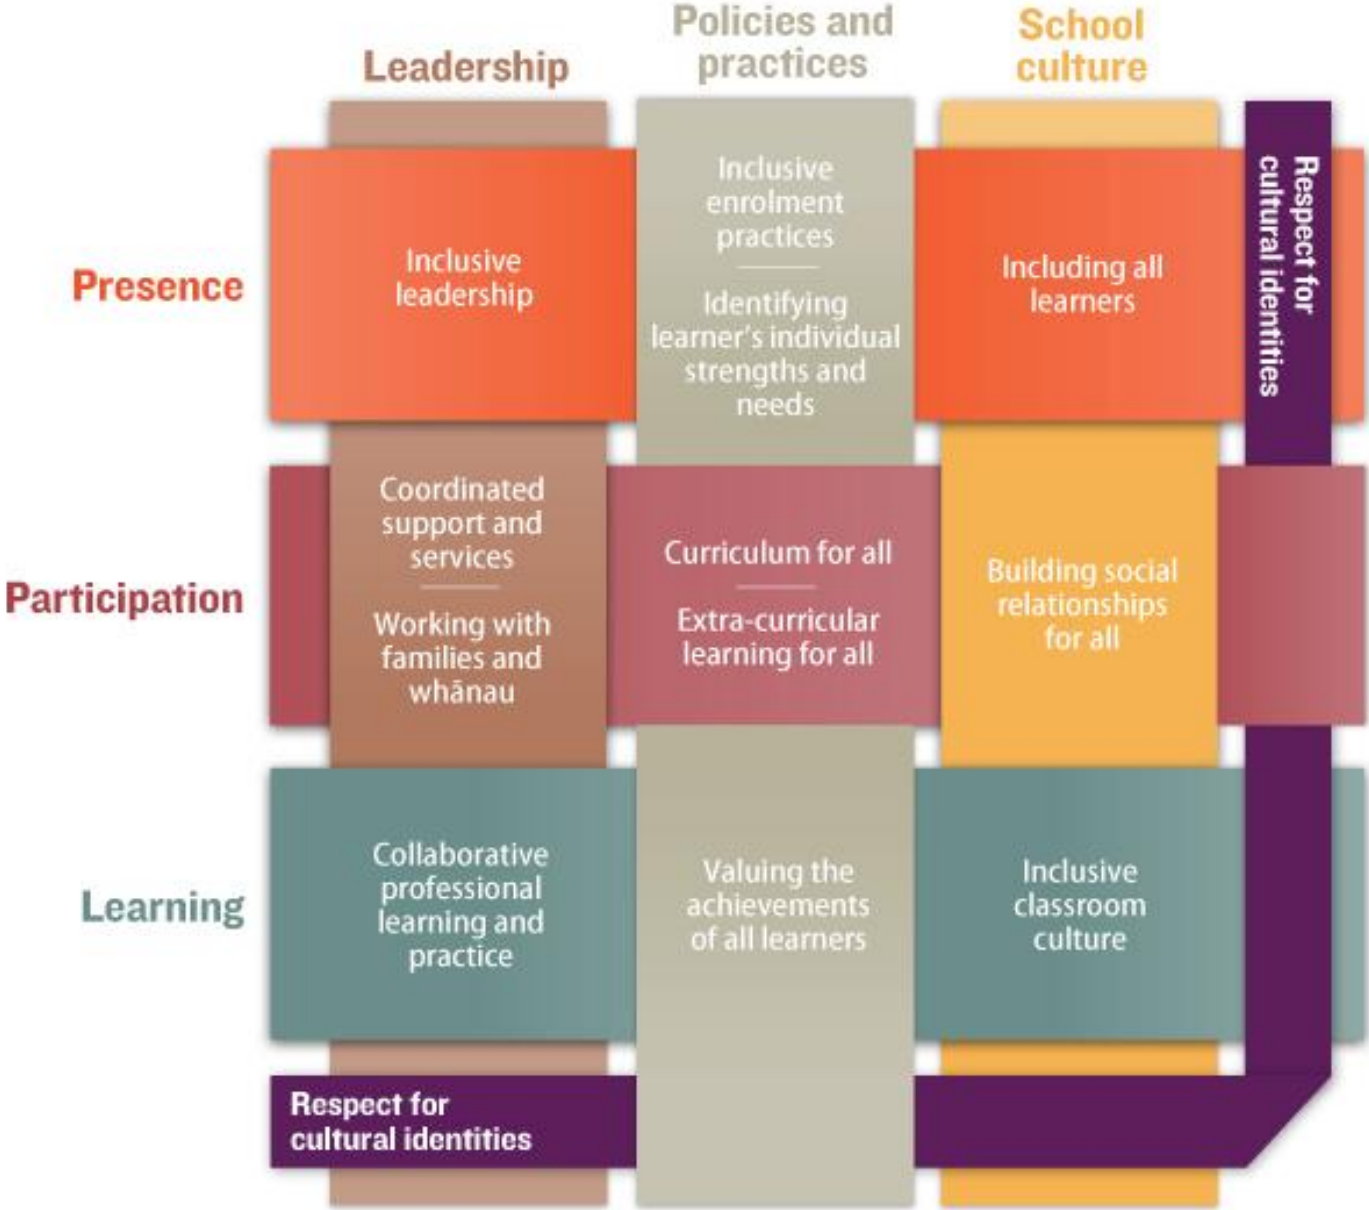 Leadership
Policies and
practices
School
culture
Presence
Inclusive
leadership
Inclusive
enrolment
practices
Identifying
learner's individual
strengths and
needs
Including all
learners
Respect for
cultural identities
Participation
Coordinated
support and
services
Working with
families and
whānau
Curriculum for all
Extra-curricular
learning for all
Building social
relationships
for all
Learning
Collaborative
professional
learning and
practice
Valuing the
achievements
of all learners
Inclusive
classroom
culture
Respect for
cultural identities